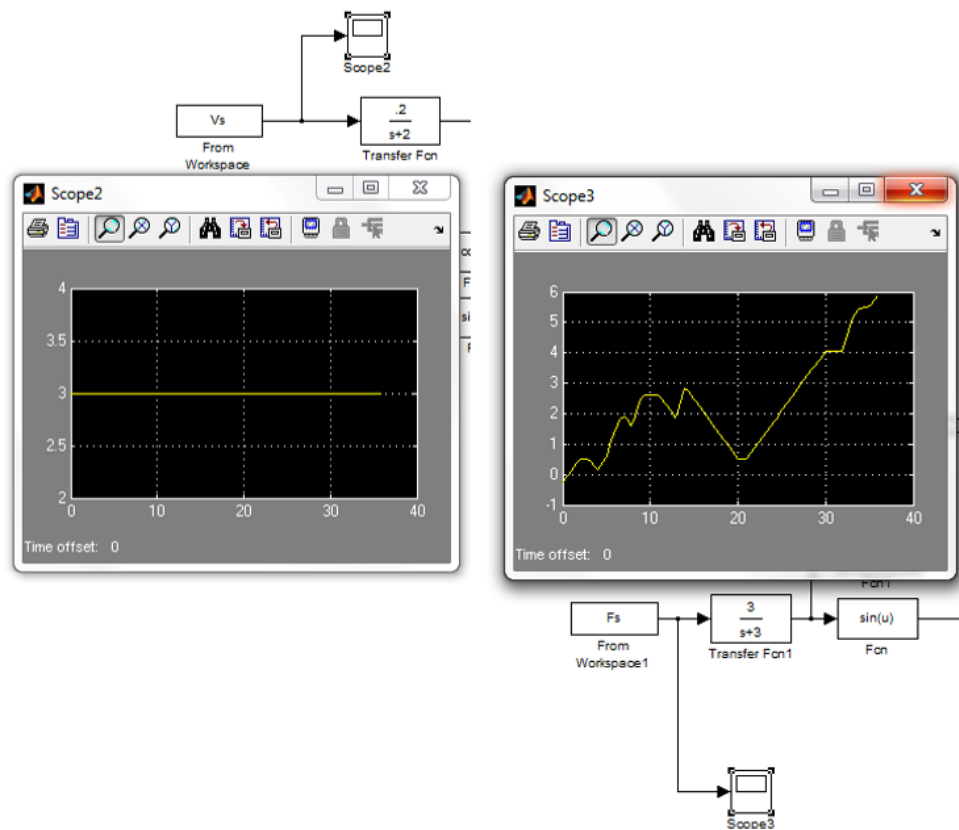 Scope2
Vs
.2
s+2
From
Workspace
Transfer Fcn
Scope2
4
3.5
3
2.5
2
0
10
20
30
40
Time offset: 0
Scope3
6
5
4
3
2
1
0
-1
0
10
20
30
40
Time offset: 0
Fcn1
Fs
3
s+3
sin(u)
From
Workspace1
Transfer Fcn1
Fcn
Scope3